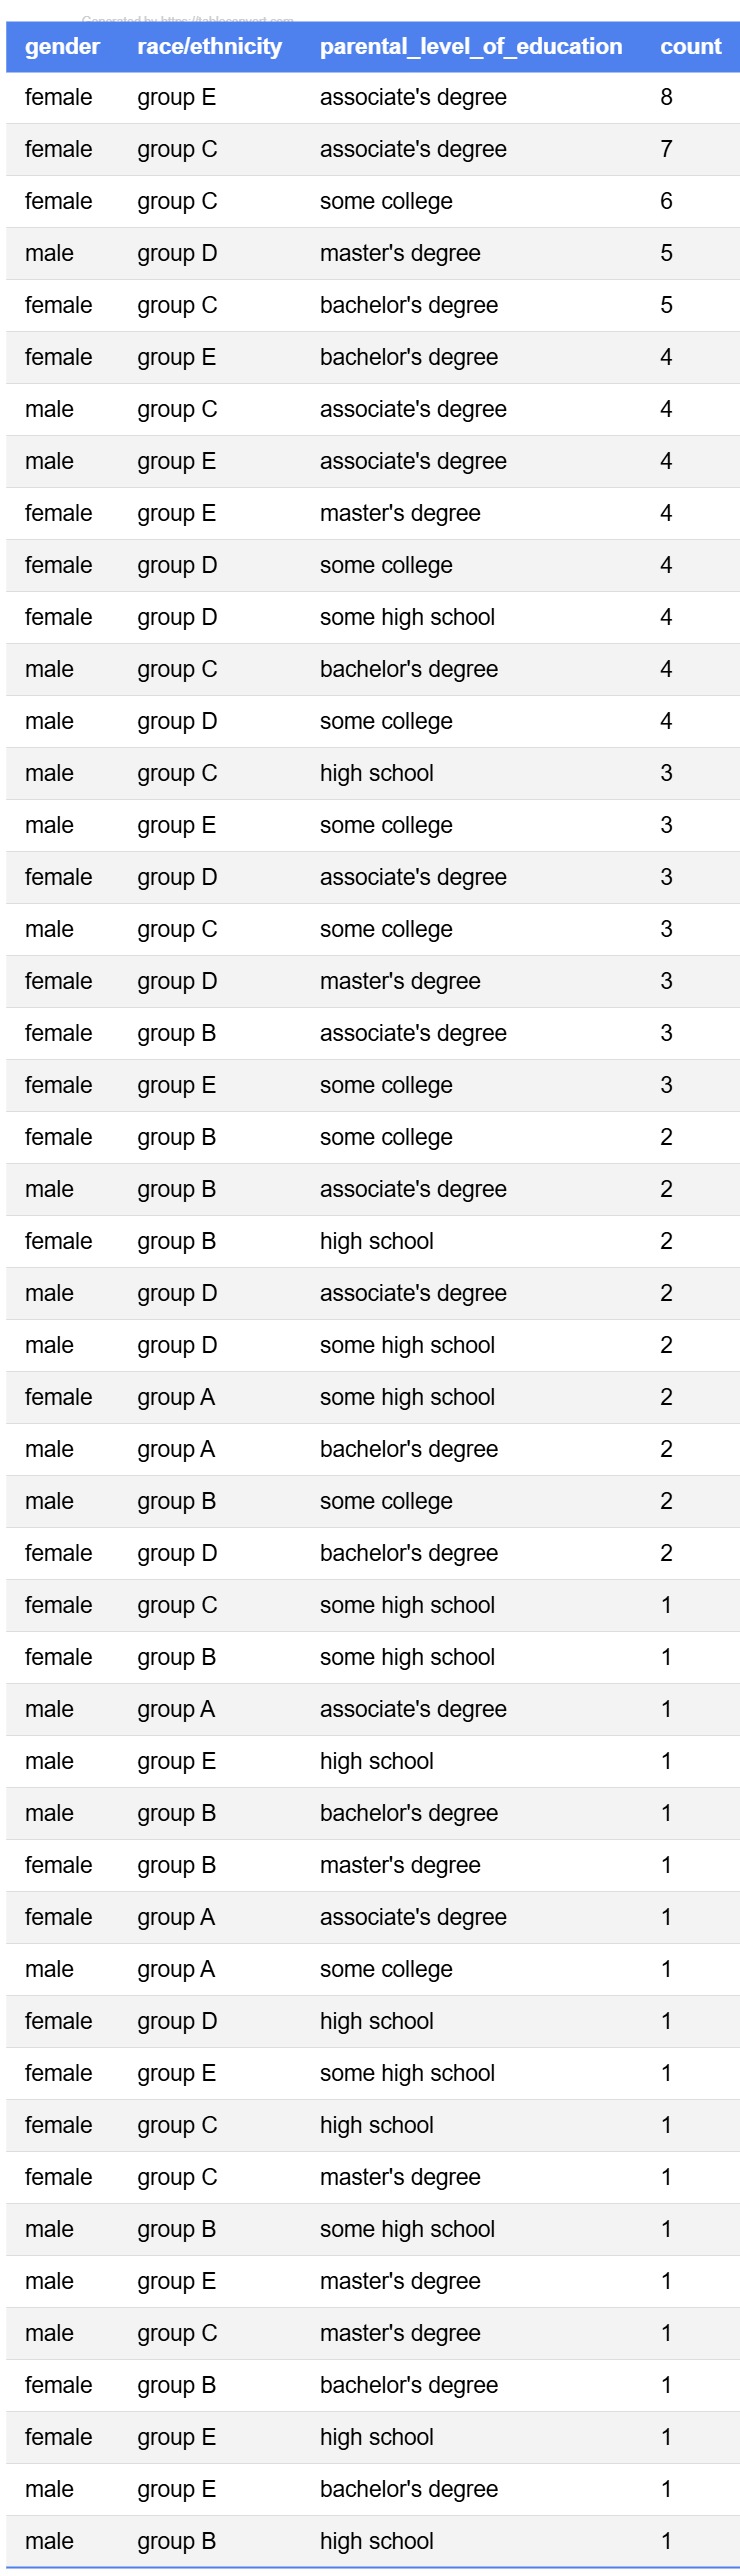 Generated by https://tableconvert.com
gender race/ethnicity parental_level_of_education count
female group E associate's degree 8
female group C associate's degree 7
female group C some college 6
male group D master's degree 5
female group C bachelor's degree 5
female group E bachelor's degree 4
male group C associate's degree 4
male group E associate's degree 4
female group E master's degree 4
female group D some college 4
female group D some high school 4
male group C bachelor's degree 4
male group D some college 4
male group C high school 3
male group E some college 3
female group D associate's degree 3
male group C some college 3
female group D master's degree 3
female group B associate's degree 3
female group E some college 3
female group B some college 2
male group B associate's degree 2
female group B high school 2
male group D associate's degree 2
male group D some high school 2
female group A some high school 2
male group A bachelor's degree 2
male group B some college 2
female group D bachelor's degree 2
female group C some high school 1
female group B some high school 1
male group A associate's degree 1
male group E high school 1
male group B bachelor's degree 1
female group B master's degree 1
female group A associate's degree 1
male group A some college 1
female group D high school 1
female group E some high school 1
female group C high school 1
female group C master's degree 1
male group B some high school 1
male group E master's degree 1
male group C master's degree 1
female group B bachelor's degree 1
female group E high school 1
male group E bachelor's degree 1
male group B high school 1